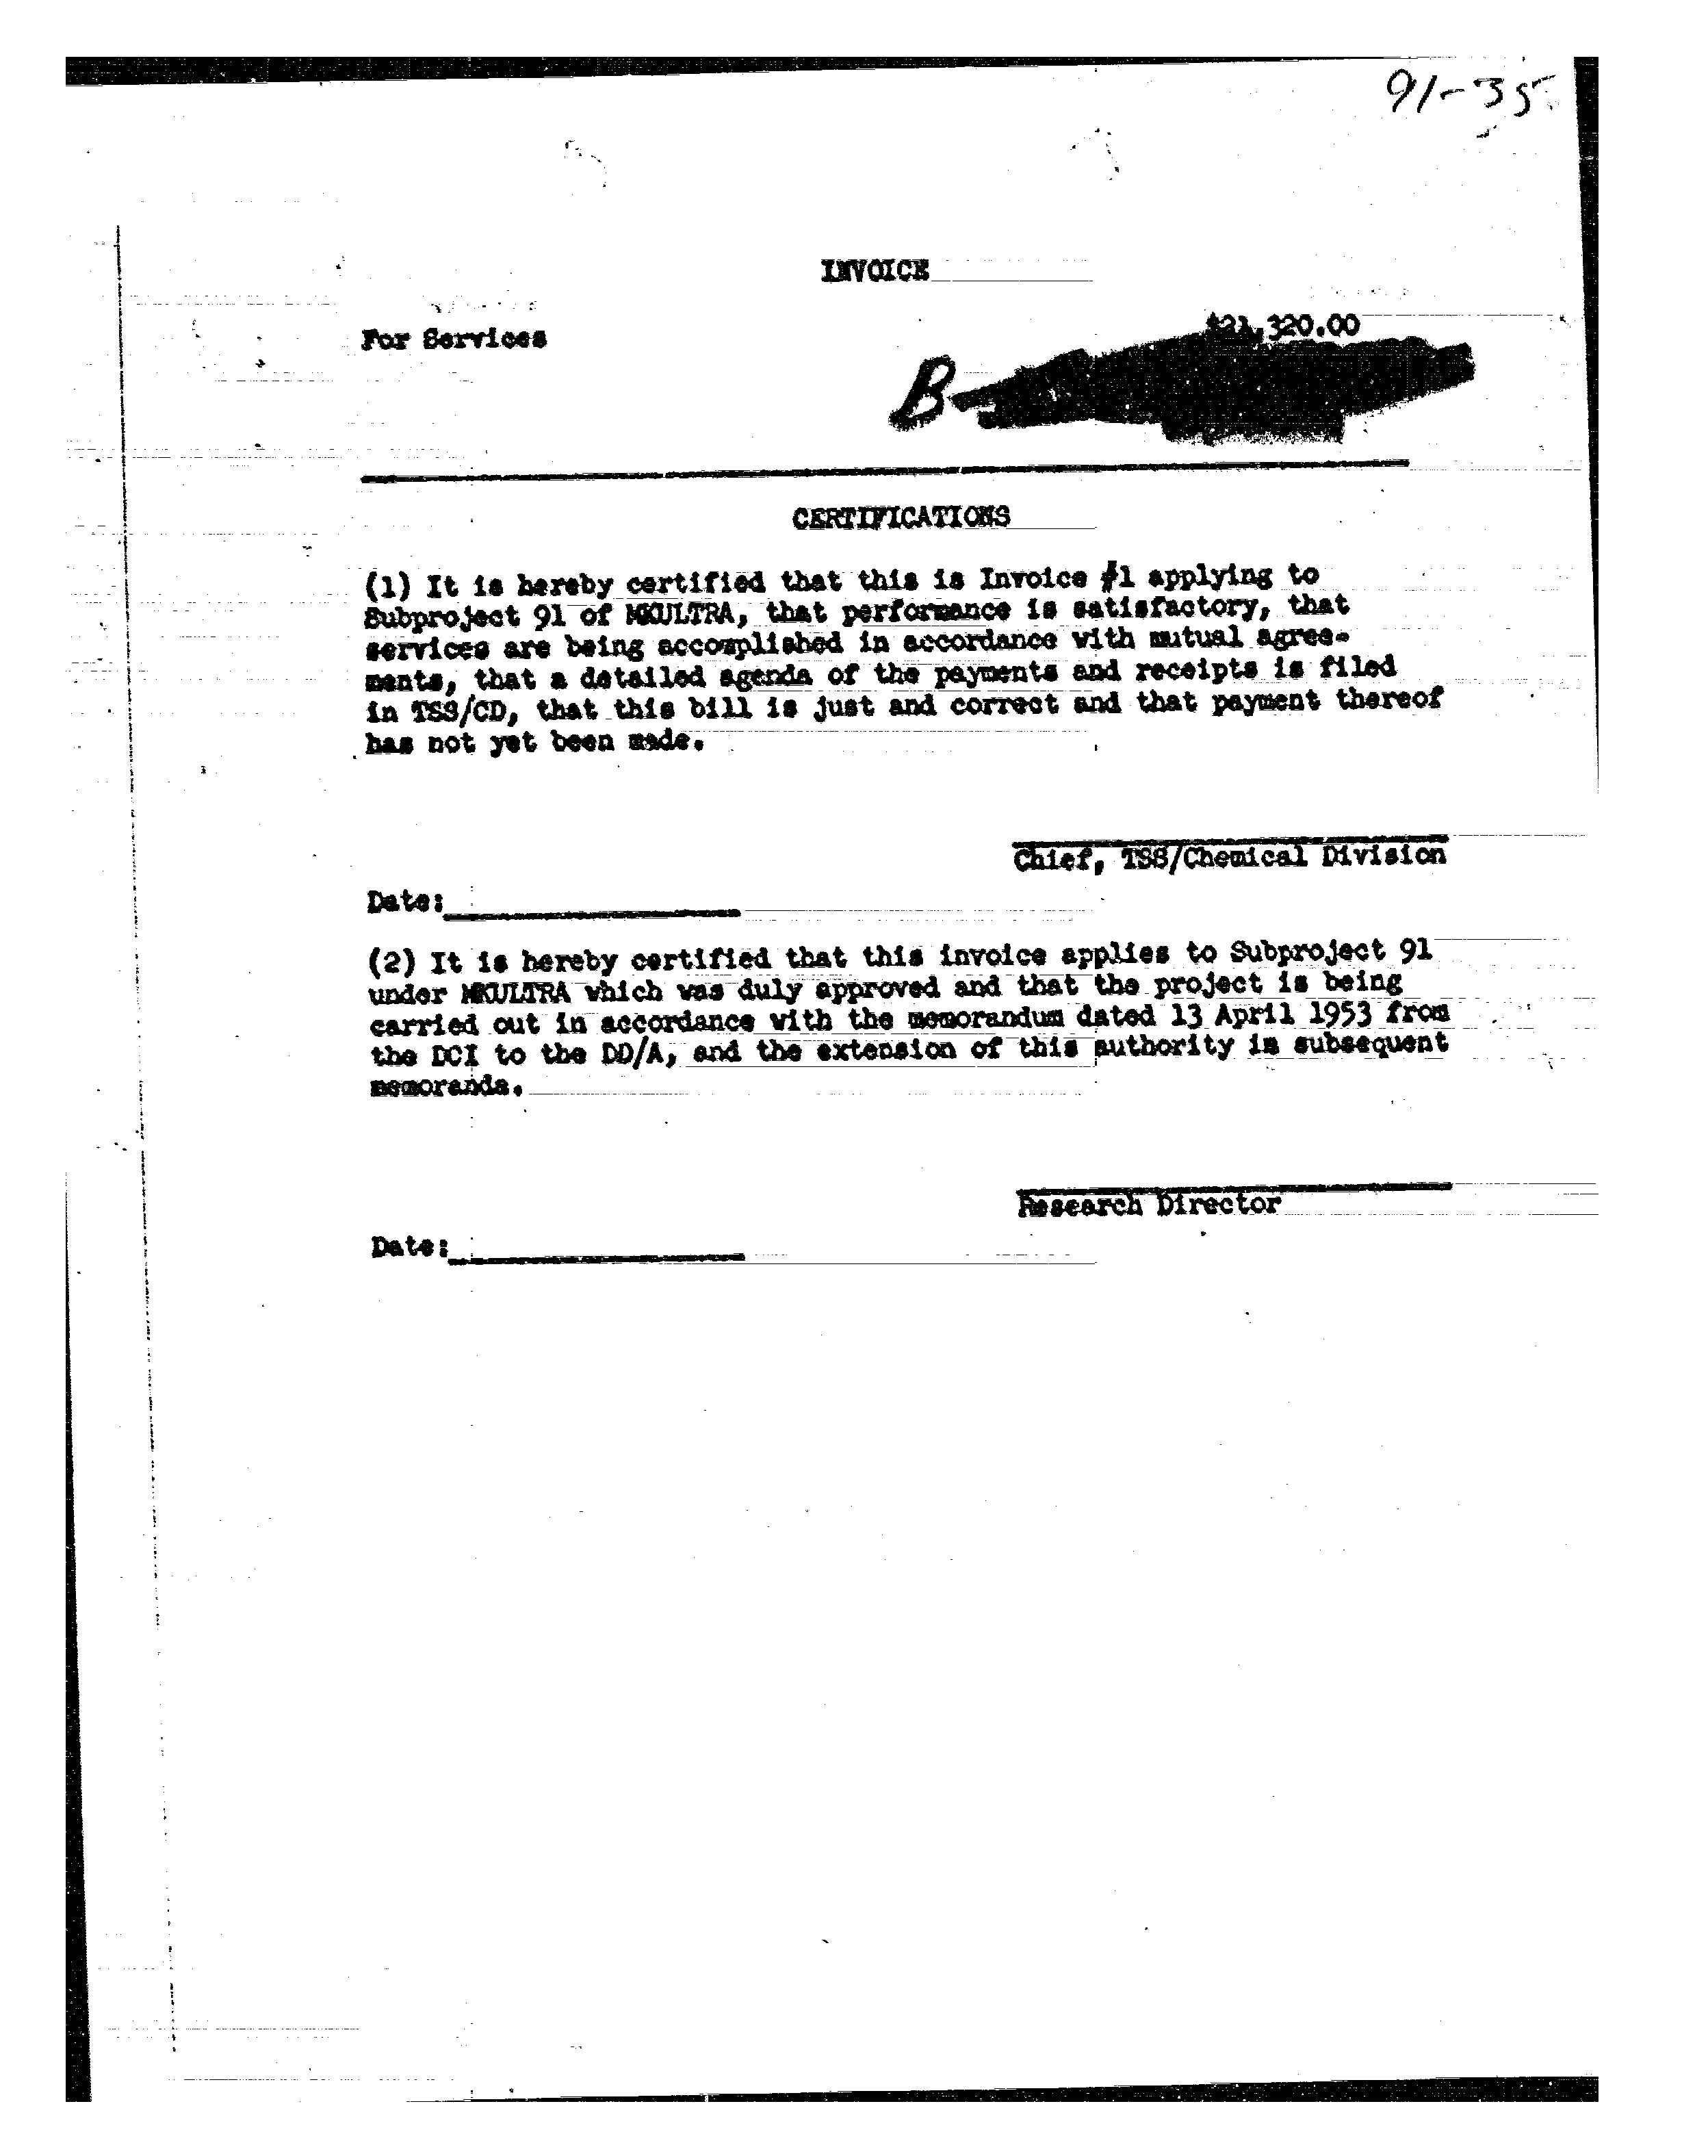 91-35
INVOICE
For Services
$21,320.00
B-
CERTIFICATIONS
(1) It is hereby certified that this is Invoice #1 applying to
Subproject 91 of MKULTRA, that performance is satisfactory, that
services are being accomplished in accordance with mutual agree-
ments, that a detailed agenda of the payments and receipts is filed
in TSS/CD, that this bill is just and correct and that payment thereof
has not yet been made.
Chief, TSS/Chemical Division
Date:
(2) It is hereby certified that this invoice applies to Subproject 91
under MKULTRA which was duly approved and that the project is being
carried out in accordance with the memorandum dated 13 April 1953 from
the DCI to the DD/A, and the extension of this authority in subsequent
memoranda.
Research Director
Date: